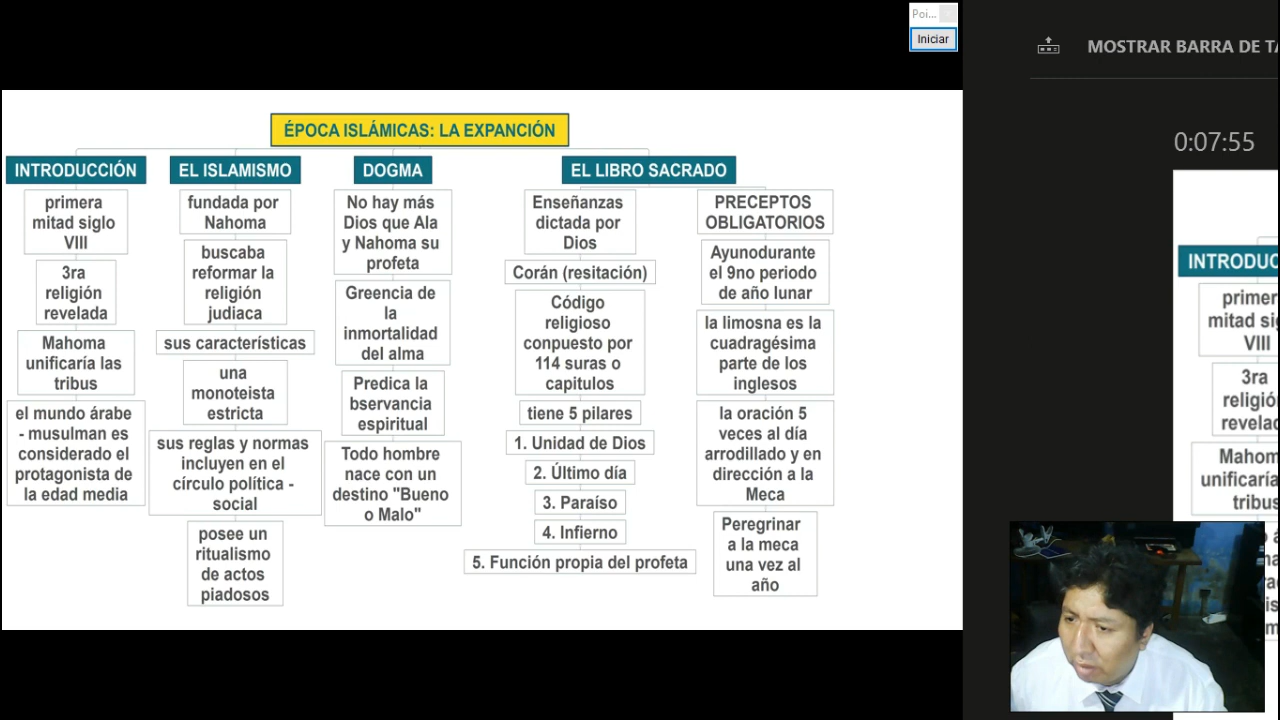 Poi...
Iniciar
MOSTRAR BARRA DE TA
0:07:55
ÉPOCA ISLÁMICAS: LA EXPANCIÓN
INTRODUCCIÓN
primera
mitad siglo
VIII
3ra
religión
revelada
Mahoma
unificaría las
tribus
el mundo árabe
- musulman es
considerado el
protagonista de
la edad media
EL ISLAMISMO
fundada por
Nahoma
buscaba
reformar la
religión
judiaca
sus características
una
monoteista
estricta
sus reglas y normas
incluyen en el
círculo política -
social
posee un
ritualismo
de actos
piadosos
DOGMA
No hay más
Dios que Ala
y Nahoma su
profeta
Greencia de
la
inmortalidad
del alma
Predica la
bservancia
espiritual
Todo hombre
nace con un
destino "Bueno
o Malo"
EL LIBRO SACRADO
Enseñanzas
dictada por
Dios
Corán (resitación)
Código
religioso
conpuesto por
114 suras o
capitulos
tiene 5 pilares
1. Unidad de Dios
2. Último día
3. Paraíso
4. Infierno
5. Función propia del profeta
PRECEPTOS
OBLIGATORIOS
Ayunodurante
el 9no periodo
de año lunar
la limosna es la
cuadragésima
parte de los
inglesos
la oración 5
veces al día
arrodillado y en
dirección a la
Meca
Peregrinar
a la meca
una vez al
año
INTRODUC
primer
mitad sig
VIII
3ra
religió
revelad
Mahom
unificaría
tribus